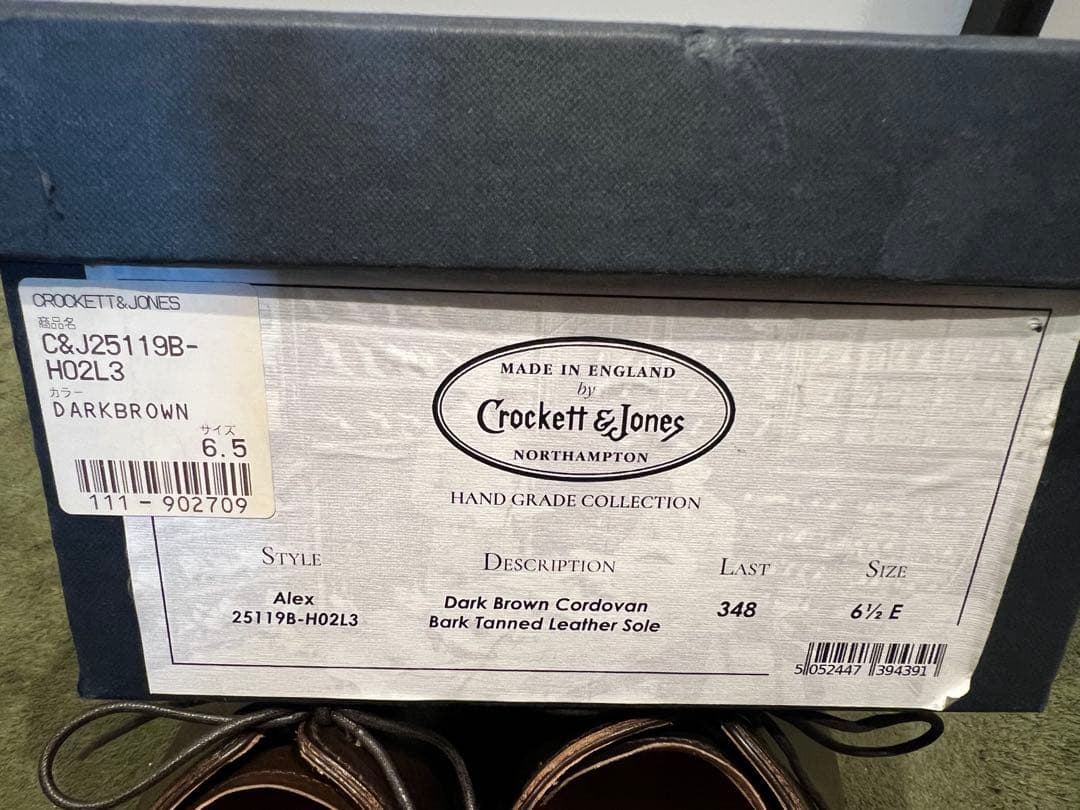 CROCKETT&JONES
商品名
C&J25119B-
H02L3
カラー
DARKBROWN
サイズ
6.5
111-902709
MADE IN ENGLAND
by
Crockett & Jones
NORTHAMPTON
HAND GRADE COLLECTION
STYLE DESCRIPTION LAST SIZE
Alex Dark Brown Cordovan 348 6½ E
25119B-H02L3 Bark Tanned Leather Sole
5 052447 394391